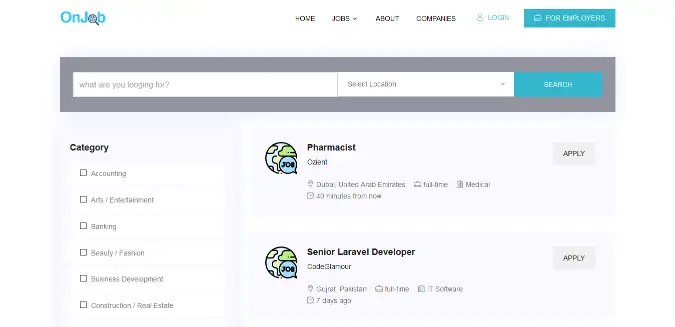 OnJob
HOME JOBS ABOUT COMPANIES LOGIN FOR EMPLOYERS
what are you looging for? Select Location SEARCH
Category
Accounting
Arts / Entertainment
Banking
Beauty / Fashion
Business Development
Construction / Real Estate
JOB
Pharmacist
Ozient
Dubai, United Arab Emirates full-time Medical
40 minutes from now
APPLY
JOB
Senior Laravel Developer
CodeGlamour
Gujrat, Pakistan full-time IT Software
7 days ago
APPLY